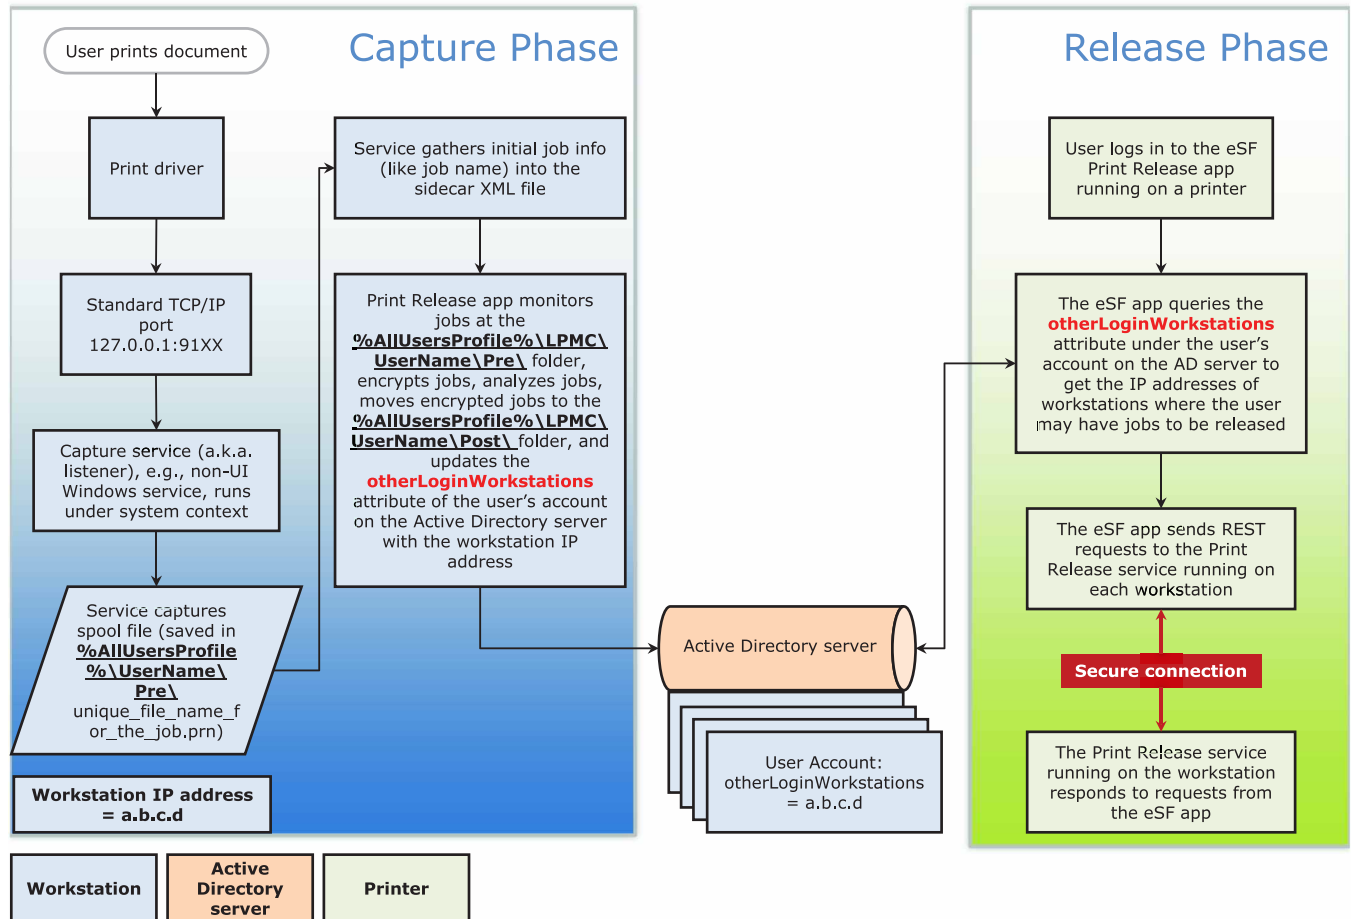 Capture Phase
User prints document
Print driver
Standard TCP/IP
port
127.0.0.1:91XX
Capture service (a.k.a.
listener), e.g., non-UI
Windows service, runs
under system context
Service captures
spool file (saved in
%AllUsersProfile
%\UserName\
Pre\
unique_file_name_f
or_the_job.prn)
Workstation IP address
= a.b.c.d
Service gathers initial job info
(like job name) into the
sidecar XML file
Print Release app monitors
jobs at the
%AllUsersProfile%\LPMC\
UserName\Pre\ folder,
encrypts jobs, analyzes jobs,
moves encrypted jobs to the
%AllUsersProfile%\LPMC\
UserName\Post\ folder, and
updates the
otherLoginWorkstations
attribute of the user's account
on the Active Directory server
with the workstation IP
address
Active Directory server
User Account:
otherLoginWorkstations
= a.b.c.d
Release Phase
User logs in to the eSF
Print Release app
running on a printer
The eSF app queries the
otherLoginWorkstations
attribute under the user's
account on the AD server to
get the IP addresses of
workstations where the user
may have jobs to be released
The eSF app sends REST
requests to the Print
Release service running on
each workstation
Secure connection
The Print Release service
running on the workstation
responds to requests from
the eSF app
Workstation
Active
Directory
server
Printer